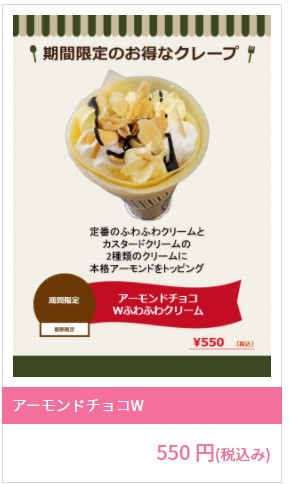 期間限定のお得なクレープ
定番のふわふわクリームと
カスタードクリームの
2種類のクリームに
本格アーモンドをトッピング
期間限定
アーモンドチョコ
Wふわふわクリーム
¥550 (税込)
アーモンドチョコW
550 円(税込み)